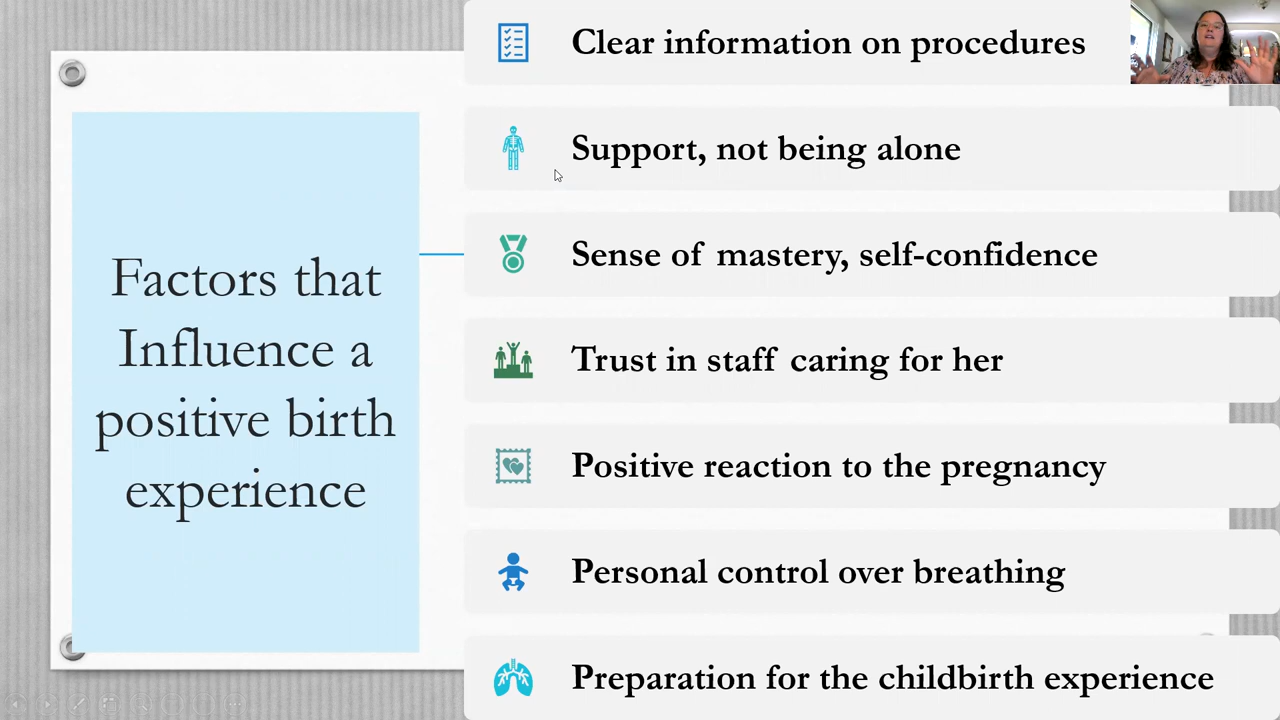 Factors that
Influence a
positive birth
experience
Clear information on procedures
Support, not being alone
Sense of mastery, self-confidence
Trust in staff caring for her
Positive reaction to the pregnancy
Personal control over breathing
Preparation for the childbirth experience